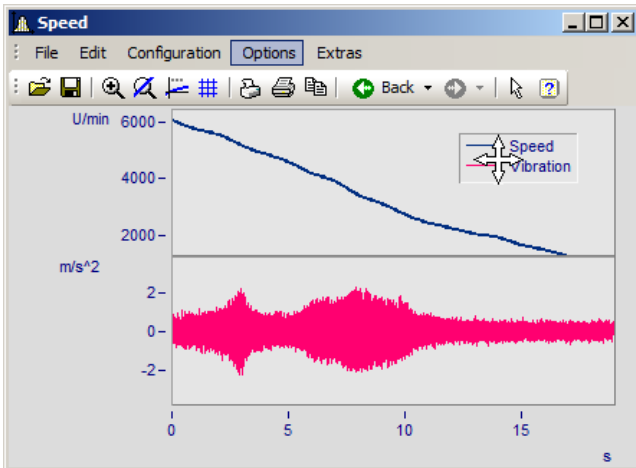 Speed
File Edit Configuration Options Extras
Back
U/min 6000
4000
2000
Speed
Vibration
m/s^2
2
0
-2
0 5 10 15
s